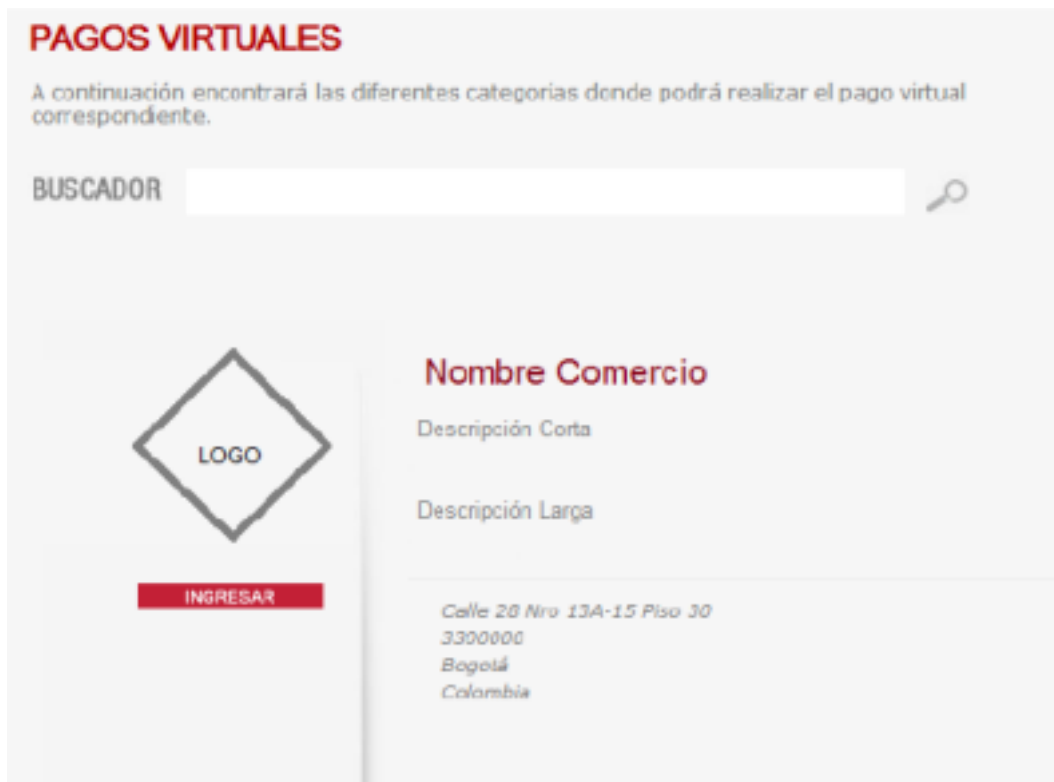 PAGOS VIRTUALES
A continuación encontrará las diferentes categorias donde podrá realizar el pago virtual
correspondiente.
BUSCADOR
LOGO
INGRESAR
Nombre Comercio
Descripción Corta
Descripción Larga
Calle 28 Nro 13A-15 Piso 30
3300000
Bogotá
Colombia